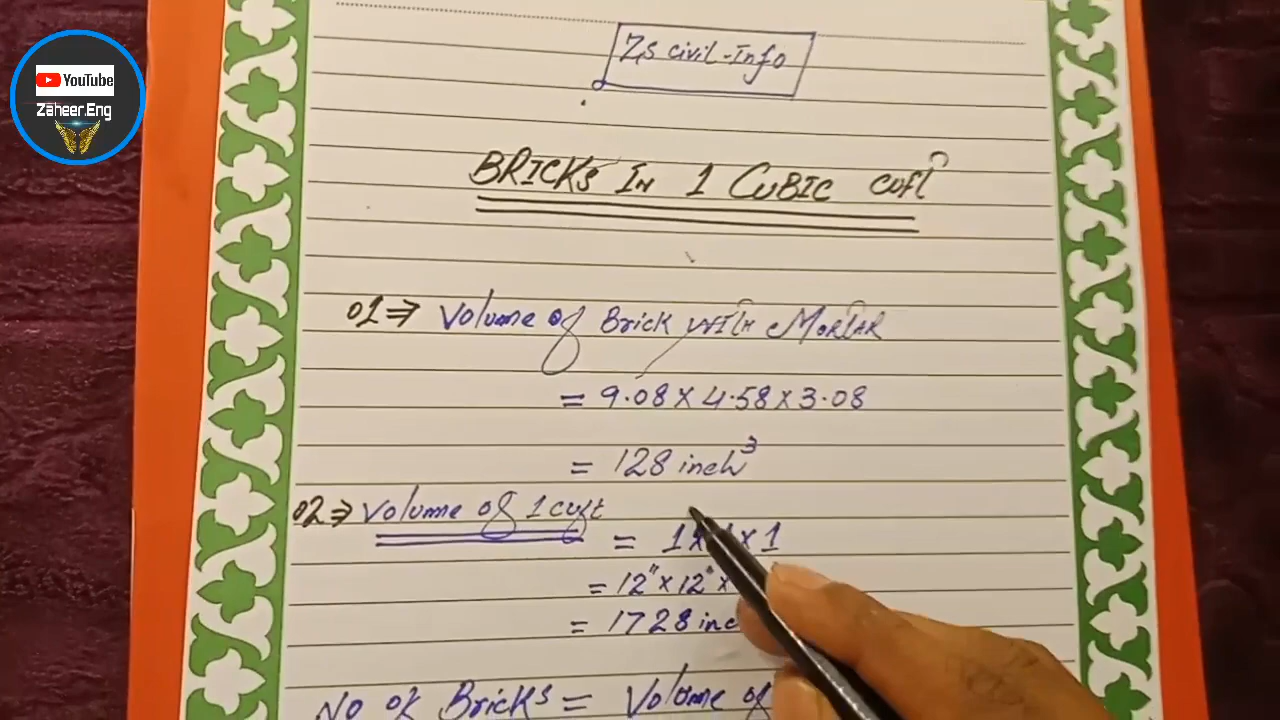 YouTube
Zaheer.Eng
Zs civil-Info
BRICKS IN 1 CUBIC cuft
01⇒ Volume of Brick WITH MORTAR
= 9.08 × 4.58 × 3.08
= 128 inch³
02⇒ Volume of 1 cuft
= 1 × 1 × 1
= 12" × 12" ×
= 1728 inc
No of Bricks = Volume of